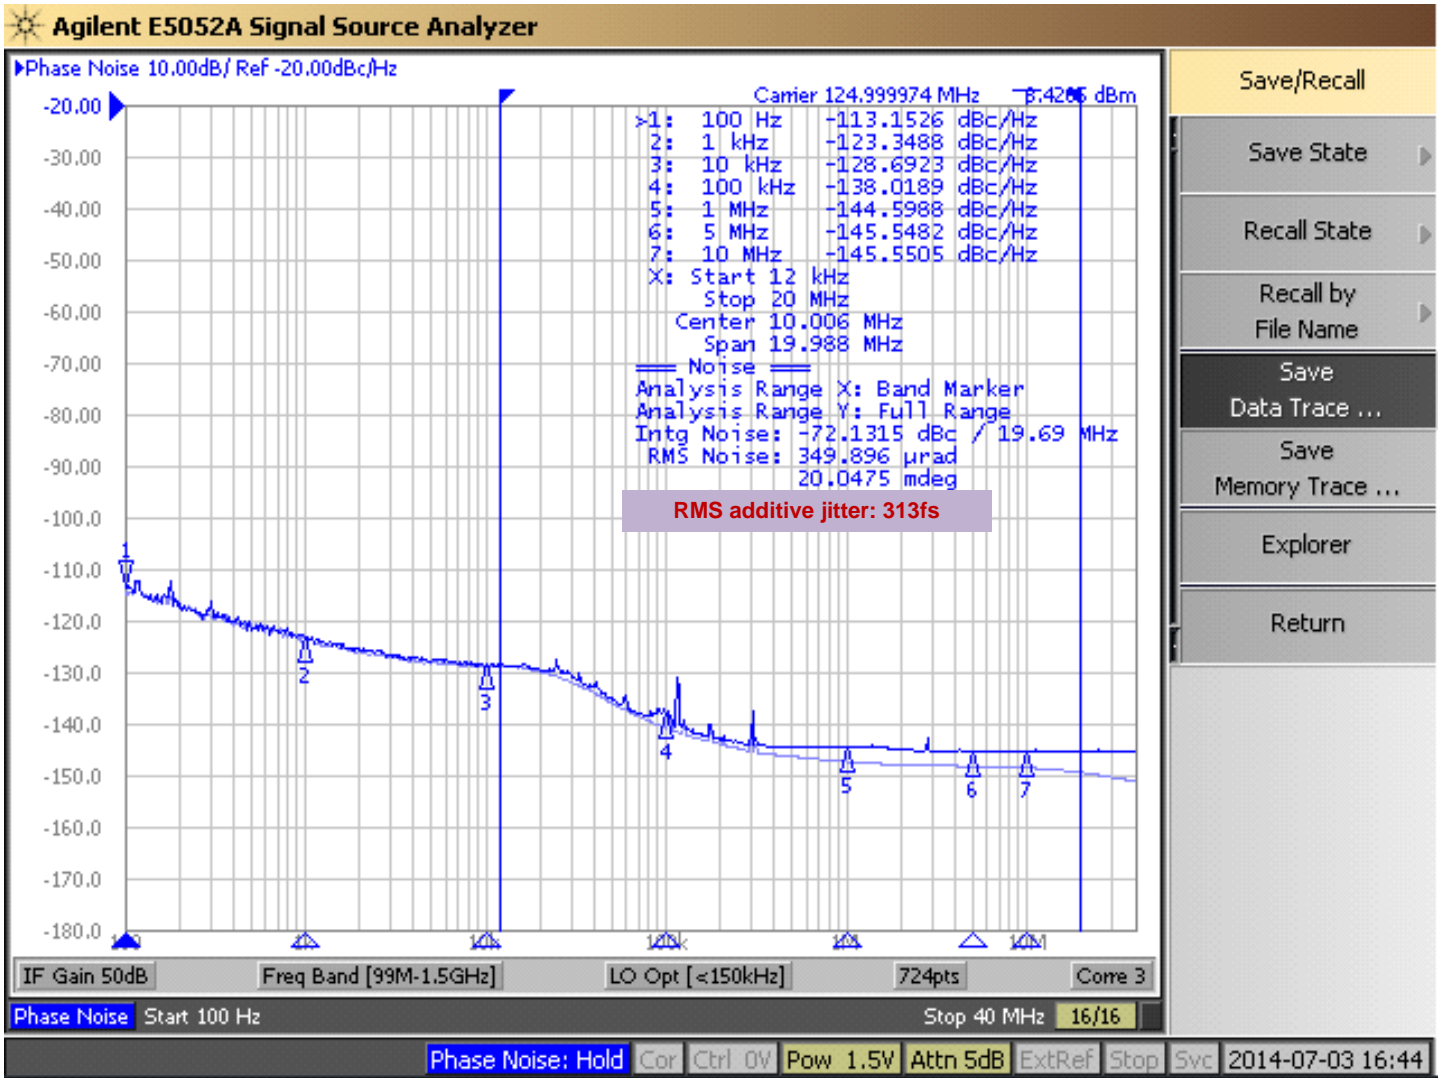 Agilent E5052A Signal Source Analyzer
Phase Noise 10.00dB/ Ref -20.00dBc/Hz
Carrier 124.999974 MHz dBm
-20.00
-30.00
-40.00
-50.00
-60.00
-70.00
-80.00
-90.00
-100.0
-110.0
-120.0
-130.0
-140.0
-150.0
-160.0
-170.0
-180.0
>1: 100 Hz -113.1526 dBc/Hz
2: 1 kHz -123.3488 dBc/Hz
3: 10 kHz -128.6923 dBc/Hz
4: 100 kHz -138.0189 dBc/Hz
5: 1 MHz -144.5988 dBc/Hz
6: 5 MHz -145.5482 dBc/Hz
7: 10 MHz -145.5505 dBc/Hz
X: Start 12 kHz
Stop 20 MHz
Center 10.006 MHz
Span 19.988 MHz
=== Noise ===
Analysis Range X: Band Marker
Analysis Range Y: Full Range
Intg Noise: -72.1315 dBc / 19.69 MHz
RMS Noise: 349.896 µrad
20.0475 mdeg
RMS additive jitter: 313fs
1
2
3
4
5
6
7
IF Gain 50dB Freq Band [99M-1.5GHz] LO Opt [<150kHz] 724pts Corre 3
Phase Noise Start 100 Hz Stop 40 MHz 16/16
Phase Noise: Hold Cor Ctrl 0V Pow 1.5V Attn 5dB ExtRef Stop Svc 2014-07-03 16:44
Save/Recall
Save State
Recall State
Recall by
File Name
Save
Data Trace ...
Save
Memory Trace ...
Explorer
Return